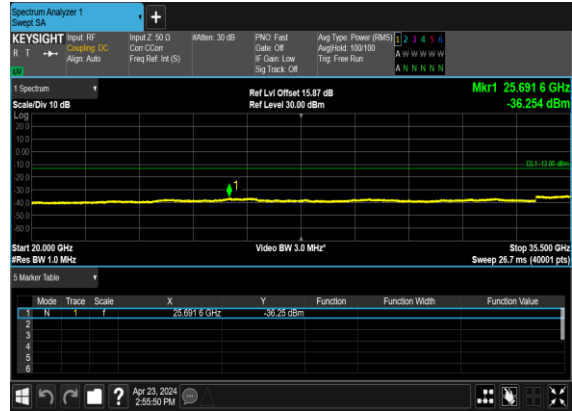 Spectrum Analyzer 1
Swept SA
+
KEYSIGHT Input: RF Input Z: 50 Ω #Atten: 30 dB PNO: Fast Avg Type: Power (RMS) 1 2 3 4 5 6
R T Coupling: DC Corr CCorr Gate: Off Avg|Hold: 100/100 A W W W W W
Align: Auto Freq Ref: Int (S) IF Gain: Low Trig: Free Run
Sig Track: Off A N N N N N
1 Spectrum Ref Lvl Offset 15.87 dB Mkr1 25.691 6 GHz
Scale/Div 10 dB Ref Level 30.00 dBm -36.254 dBm
Log
20.0
10.0
0.00
-10.0
DL1 -13.00 dBm
-20.0
-30.0
1
-40.0
-50.0
-60.0
Start 20.000 GHz Video BW 3.0 MHz* Stop 35.500 GHz
#Res BW 1.0 MHz Sweep 26.7 ms (40001 pts)
5 Marker Table
Mode Trace Scale X Y Function Function Width Function Value
1 N 1 f 25.691 6 GHz -36.25 dBm
2
3
4
5
6
? Apr 23, 2024
2:55:50 PM